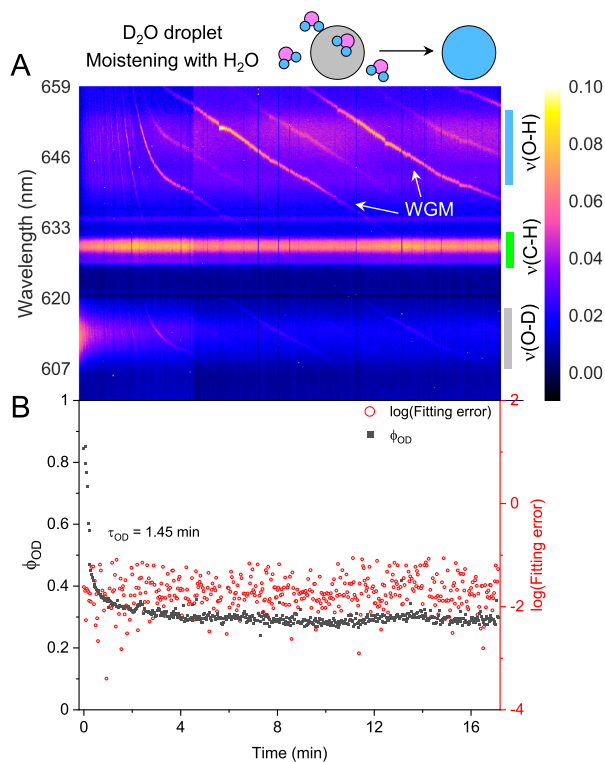 D₂O droplet
Moistening with H₂O
A
659
646
633
620
607
Wavelength (nm)
WGM
ν(O-H)
ν(C-H)
ν(O-D)
0.10
0.08
0.06
0.04
0.02
0.00
B
1
0.8
0.6
0.4
0.2
0
ϕOD
log(Fitting error)
ϕOD
τOD = 1.45 min
2
0
-2
-4
log(Fitting error)
0 4 8 12 16
Time (min)